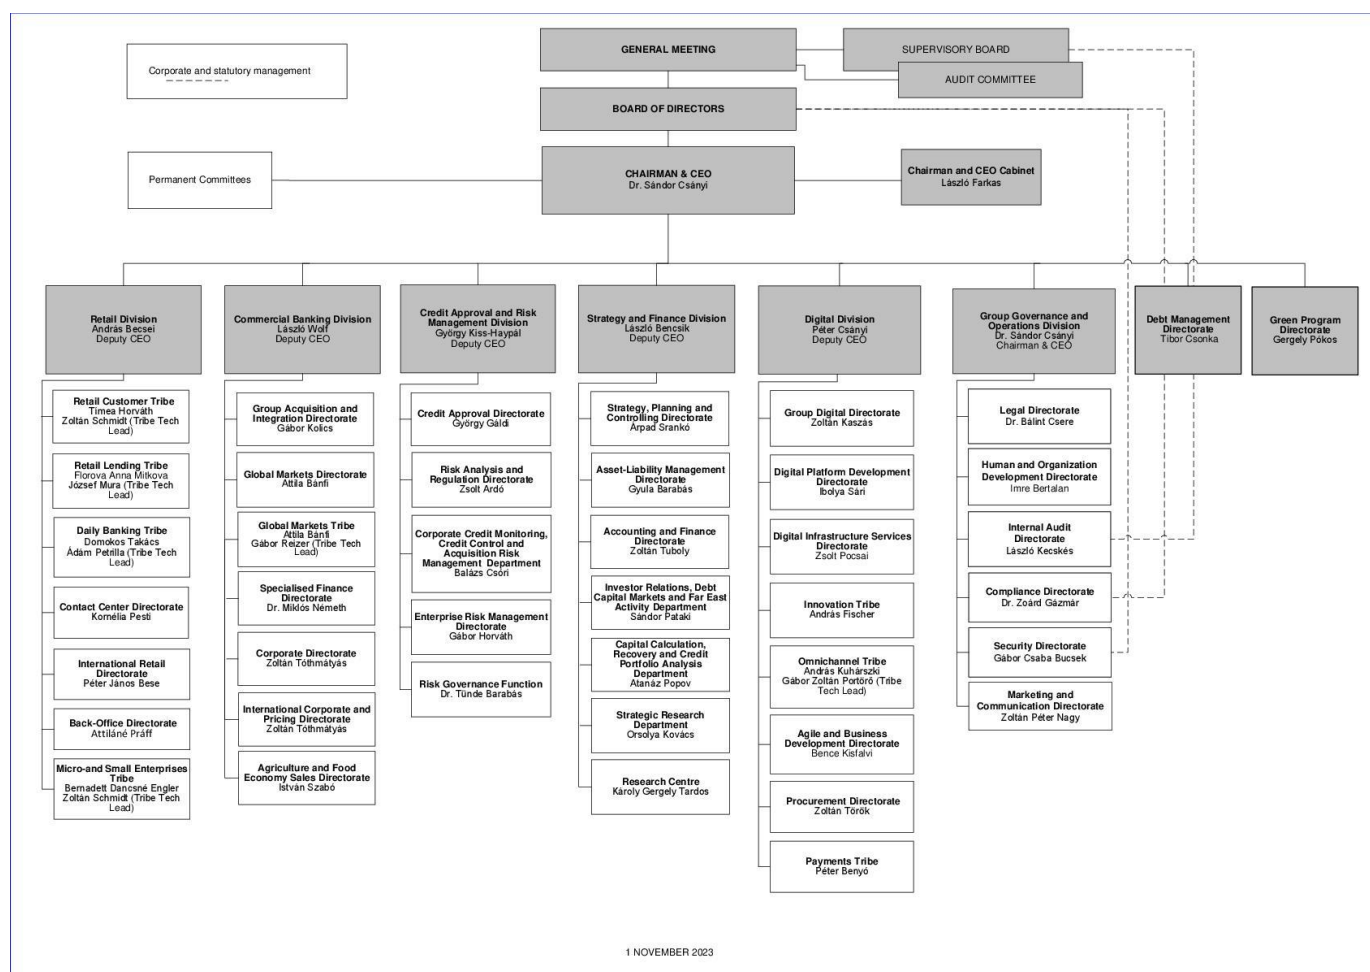 GENERAL MEETING
SUPERVISORY BOARD
Corporate and statutory management
AUDIT COMMITTEE
BOARD OF DIRECTORS
Permanent Committees
CHAIRMAN & CEO
Dr. Sándor Csányi
Chairman and CEO Cabinet
László Farkas
Retail Division
András Becsei
Deputy CEO
Retail Customer Tribe
Tímea Horváth
Zoltán Schmidt (Tribe Tech
Lead)
Retail Lending Tribe
Florova Anna Mitkova
József Mura (Tribe Tech
Lead)
Daily Banking Tribe
Domokos Takács
Ádám Petrilla (Tribe Tech
Lead)
Contact Center Directorate
Kornélia Pesti
International Retail
Directorate
Péter János Bese
Back-Office Directorate
Attiláné Práff
Micro-and Small Enterprises
Tribe
Bernadett Dancsné Engler
Zoltán Schmidt (Tribe Tech
Lead)
Commercial Banking Division
László Wolf
Deputy CEO
Group Acquisition and
Integration Directorate
Gábor Kolics
Global Markets Directorate
Attila Bánfi
Global Markets Tribe
Attila Bánfi
Gábor Reizer (Tribe Tech
Lead)
Specialised Finance
Directorate
Dr. Miklós Németh
Corporate Directorate
Zoltán Tóthmátyás
International Corporate and
Pricing Directorate
Zoltán Tóthmátyás
Agriculture and Food
Economy Sales Directorate
István Szabó
Credit Approval and Risk
Management Division
György Kiss-Haypál
Deputy CEO
Credit Approval Directorate
György Gáldi
Risk Analysis and
Regulation Directorate
Zsolt Ardó
Corporate Credit Monitoring,
Credit Control and
Acquisition Risk
Management Department
Balázs Csóri
Enterprise Risk Management
Directorate
Gábor Horváth
Risk Governance Function
Dr. Tünde Barabás
Strategy and Finance Division
László Bencsik
Deputy CEO
Strategy, Planning and
Controlling Directorate
Árpad Srankó
Asset-Liability Management
Directorate
Gyula Barabás
Accounting and Finance
Directorate
Zoltán Tuboly
Investor Relations, Debt
Capital Markets and Far East
Activity Department
Sándor Pataki
Capital Calculation,
Recovery and Credit
Portfolio Analysis
Department
Atanáz Popov
Strategic Research
Department
Orsolya Kovács
Research Centre
Károly Gergely Tardos
Digital Division
Péter Csányi
Deputy CEO
Group Digital Directorate
Zoltán Kaszás
Digital Platform Development
Directorate
Ibolya Sári
Digital Infrastructure Services
Directorate
Zsolt Pocsai
Innovation Tribe
András Fischer
Omnichannel Tribe
András Kuhárszki
Gábor Zoltán Portörő (Tribe
Tech Lead)
Agile and Business
Development Directorate
Bence Kisfalvi
Procurement Directorate
Zoltán Török
Payments Tribe
Péter Benyó
Group Governance and
Operations Division
Dr. Sándor Csányi
Chairman & CEO
Legal Directorate
Dr. Bálint Csere
Human and Organization
Development Directorate
Imre Bertalan
Internal Audit
Directorate
László Kecskés
Compliance Directorate
Dr. Zoárd Gázmár
Security Directorate
Gábor Csaba Bucsek
Marketing and
Communication Directorate
Zoltán Péter Nagy
Debt Management
Directorate
Tibor Csonka
Green Program
Directorate
Gergely Pókos
1 NOVEMBER 2023